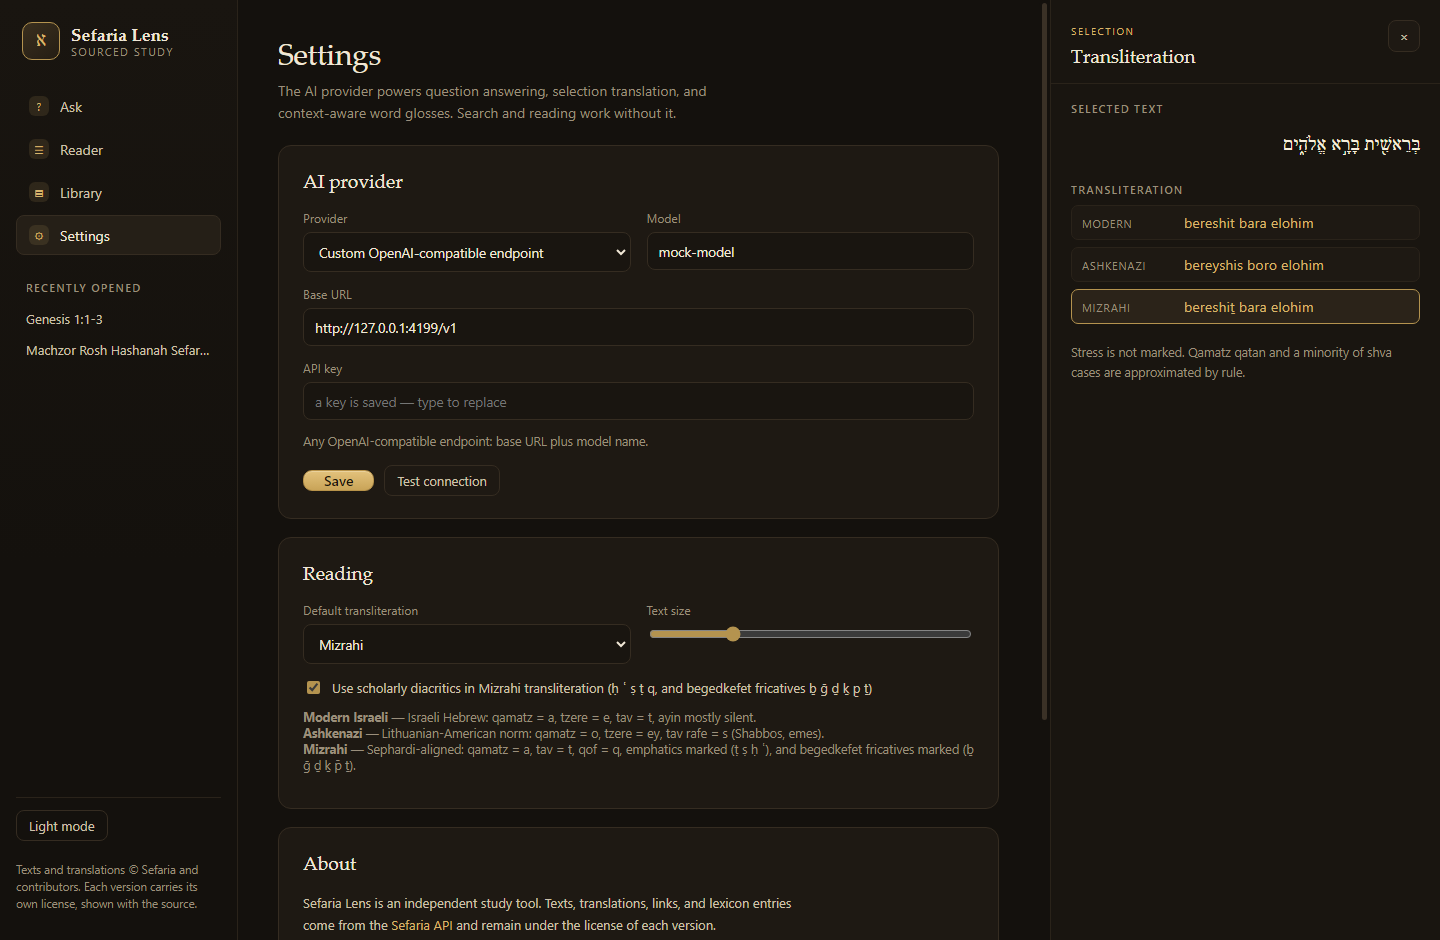 א
Sefaria Lens
SOURCED STUDY
? Ask
Reader
Library
Settings
RECENTLY OPENED
Genesis 1:1-3
Machzor Rosh Hashanah Sefar...
Light mode
Texts and translations © Sefaria and
contributors. Each version carries its
own license, shown with the source.
Settings
The AI provider powers question answering, selection translation, and
context-aware word glosses. Search and reading work without it.
AI provider
Provider Model
Custom OpenAI-compatible endpoint mock-model
Base URL
http://127.0.0.1:4199/v1
API key
a key is saved — type to replace
Any OpenAI-compatible endpoint: base URL plus model name.
Save Test connection
Reading
Default transliteration Text size
Mizrahi
Use scholarly diacritics in Mizrahi transliteration (ḥ ʿ ṣ ṭ q, and begedkefet fricatives ḇ ḡ ḏ ḵ p̱ ṯ)
Modern Israeli — Israeli Hebrew: qamatz = a, tzere = e, tav = t, ayin mostly silent.
Ashkenazi — Lithuanian-American norm: qamatz = o, tzere = ey, tav rafe = s (Shabbos, emes).
Mizrahi — Sephardi-aligned: qamatz = a, tav = t, qof = q, emphatics marked (ṭ ṣ ḥ ʿ), and begedkefet fricatives marked (ḇ
ḡ ḏ ḵ p̄ ṯ).
About
Sefaria Lens is an independent study tool. Texts, translations, links, and lexicon entries
come from the Sefaria API and remain under the license of each version.
SELECTION
Transliteration
×
SELECTED TEXT
בְּרֵאשִׁ֖ית בָּרָ֣א אֱלֹהִ֑ים
TRANSLITERATION
MODERN bereshit bara elohim
ASHKENAZI bereyshis boro elohim
MIZRAHI bereshiṯ bara elohim
Stress is not marked. Qamatz qatan and a minority of shva
cases are approximated by rule.